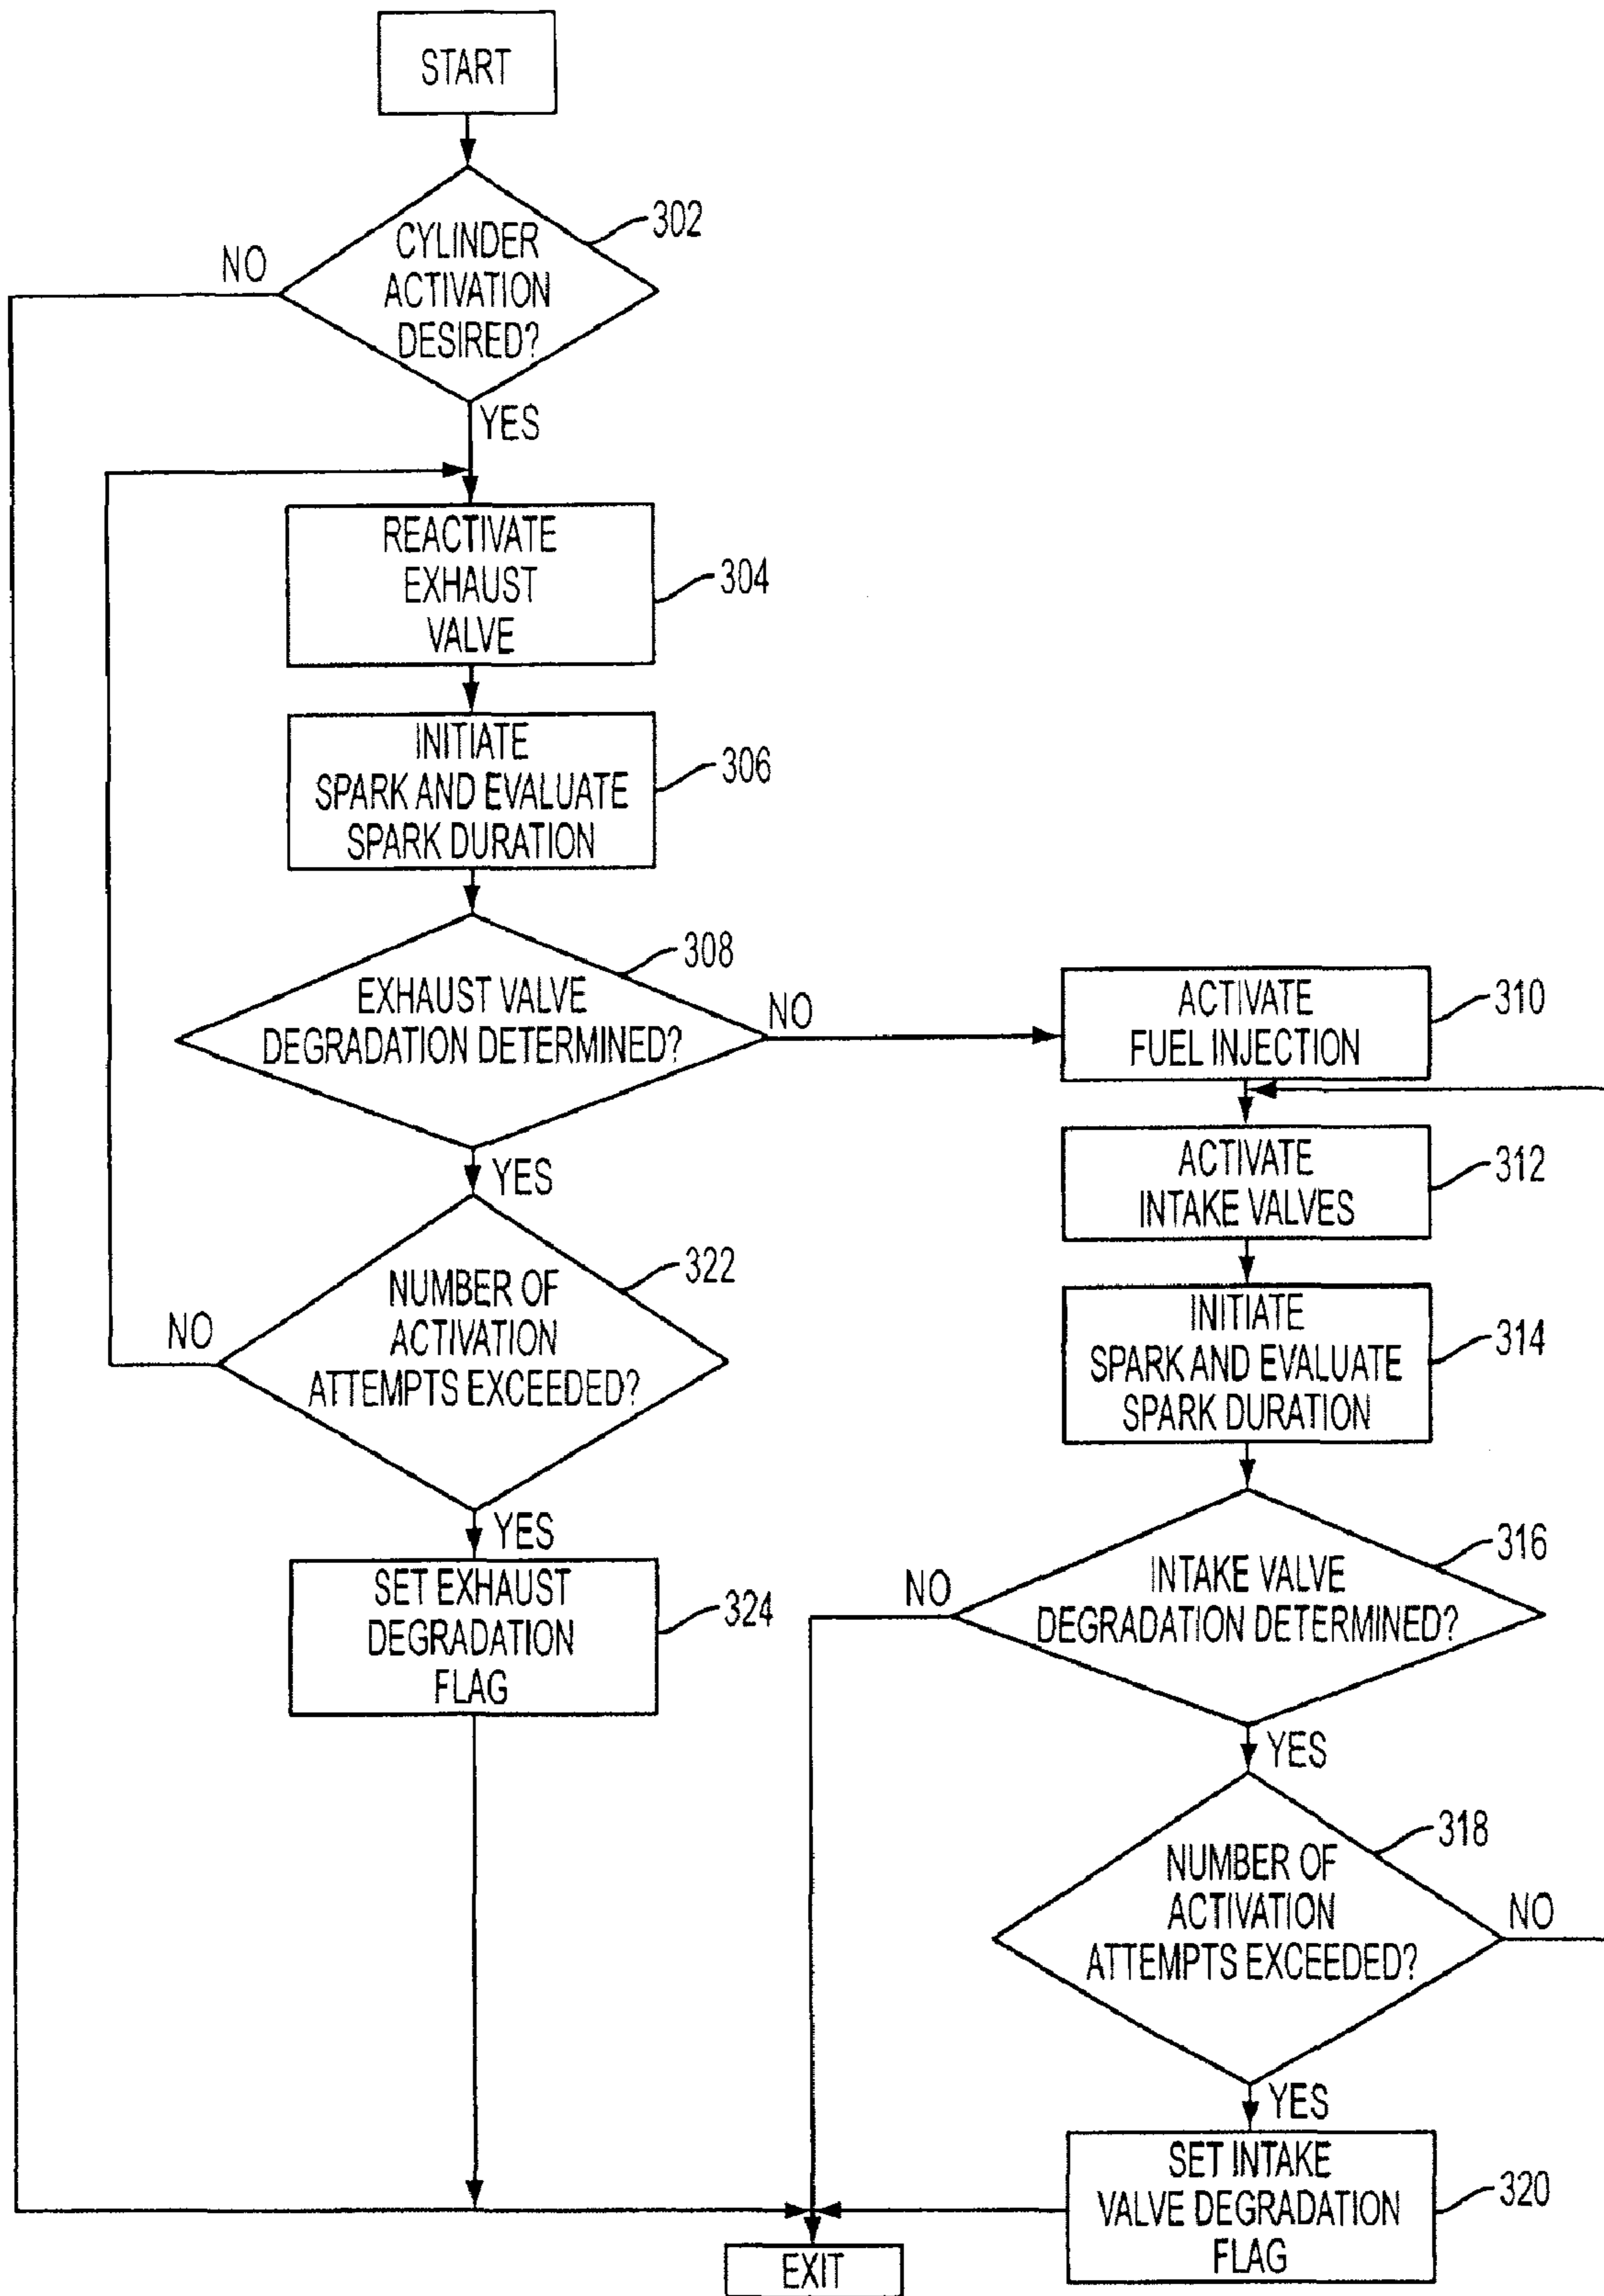 START
302
CYLINDER
ACTIVATION
DESIRED?
NO
YES
REACTIVATE
EXHAUST
VALVE
304
INITIATE
SPARK AND EVALUATE
SPARK DURATION
306
308
EXHAUST VALVE
DEGRADATION DETERMINED?
NO
YES
322
NUMBER OF
ACTIVATION
ATTEMPTS EXCEEDED?
NO
YES
SET EXHAUST
DEGRADATION
FLAG
324
ACTIVATE
FUEL INJECTION
310
ACTIVATE
INTAKE VALVES
312
INITIATE
SPARK AND EVALUATE
SPARK DURATION
314
316
INTAKE VALVE
DEGRADATION DETERMINED?
NO
YES
318
NUMBER OF
ACTIVATION
ATTEMPTS EXCEEDED?
NO
YES
SET INTAKE
VALVE DEGRADATION
FLAG
320
EXIT